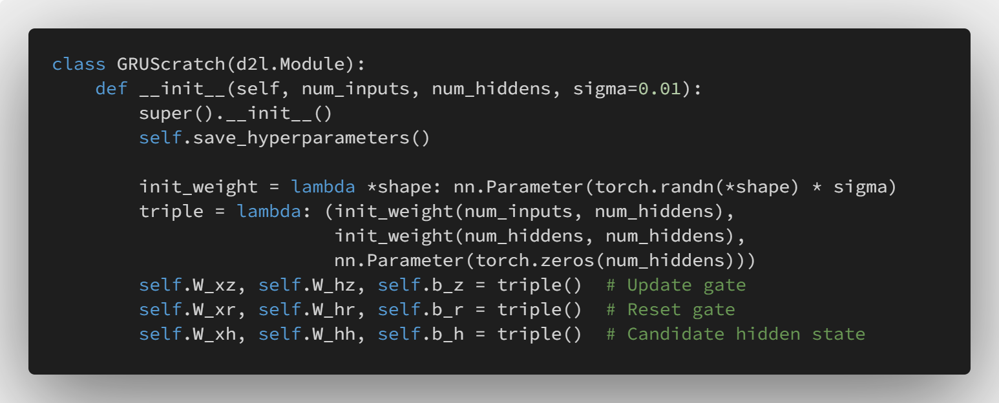 class GRUScratch(d2l.Module):
    def __init__(self, num_inputs, num_hiddens, sigma=0.01):
        super().__init__()
        self.save_hyperparameters()

        init_weight = lambda *shape: nn.Parameter(torch.randn(*shape) * sigma)
        triple = lambda: (init_weight(num_inputs, num_hiddens),
                          init_weight(num_hiddens, num_hiddens),
                          nn.Parameter(torch.zeros(num_hiddens)))
        self.W_xz, self.W_hz, self.b_z = triple()  # Update gate
        self.W_xr, self.W_hr, self.b_r = triple()  # Reset gate
        self.W_xh, self.W_hh, self.b_h = triple()  # Candidate hidden state